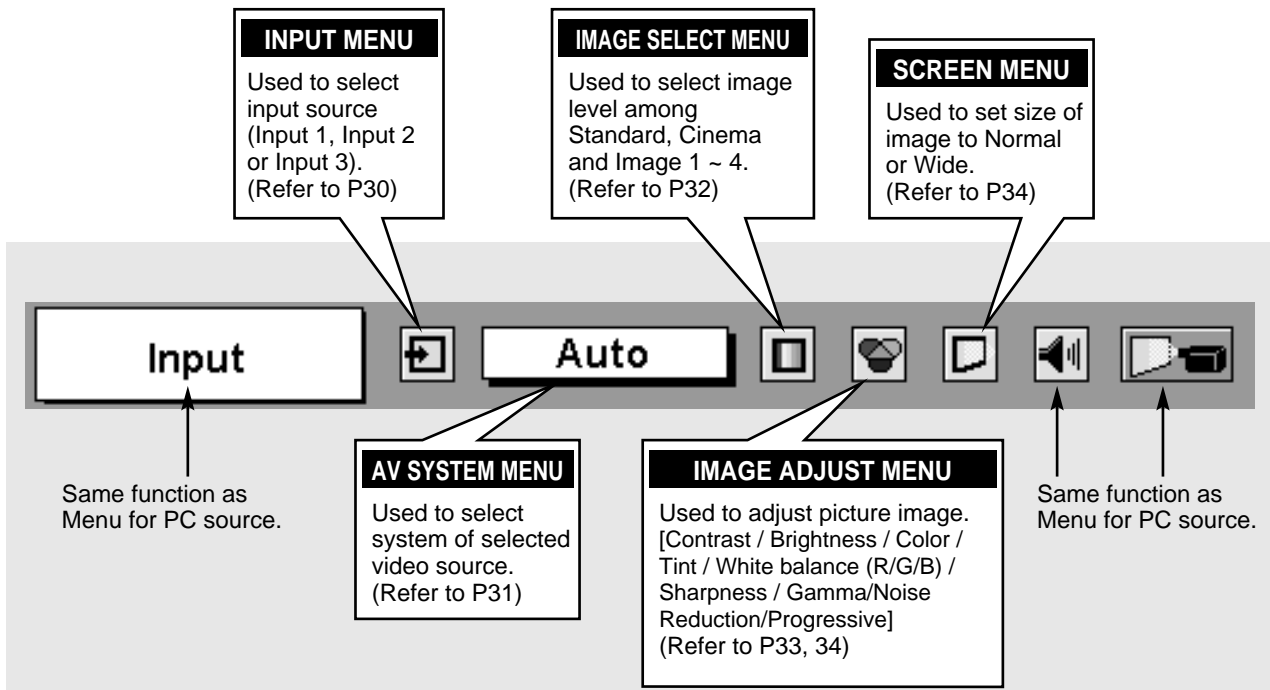 INPUT MENU
Used to select
input source
(Input 1, Input 2
or Input 3).
(Refer to P30)
IMAGE SELECT MENU
Used to select image
level among
Standard, Cinema
and Image 1 ~ 4.
(Refer to P32)
SCREEN MENU
Used to set size of
image to Normal
or Wide.
(Refer to P34)
Input
Auto
Same function as
Menu for PC source.
AV SYSTEM MENU
Used to select
system of selected
video source.
(Refer to P31)
IMAGE ADJUST MENU
Used to adjust picture image.
[Contrast / Brightness / Color /
Tint / White balance (R/G/B) /
Sharpness / Gamma/Noise
Reduction/Progressive]
(Refer to P33, 34)
Same function as
Menu for PC source.